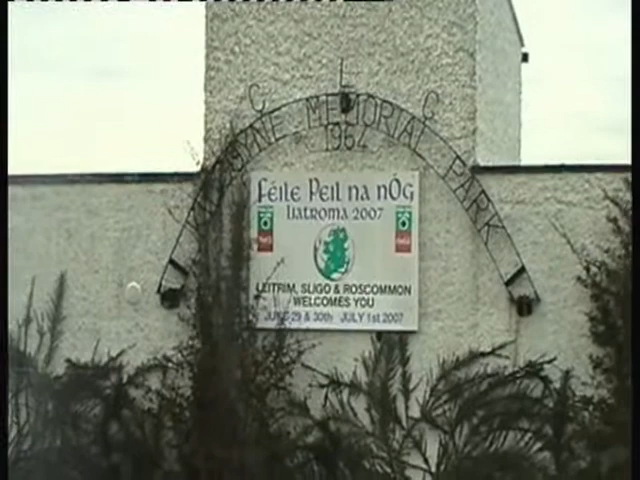 C L G
MEMORIAL PARK
1962
Féile Peil na nÓg
Liatroma 2007
LEITRIM, SLIGO & ROSCOMMON
WELCOMES YOU
JUNE 29 & 30th JULY 1st 2007